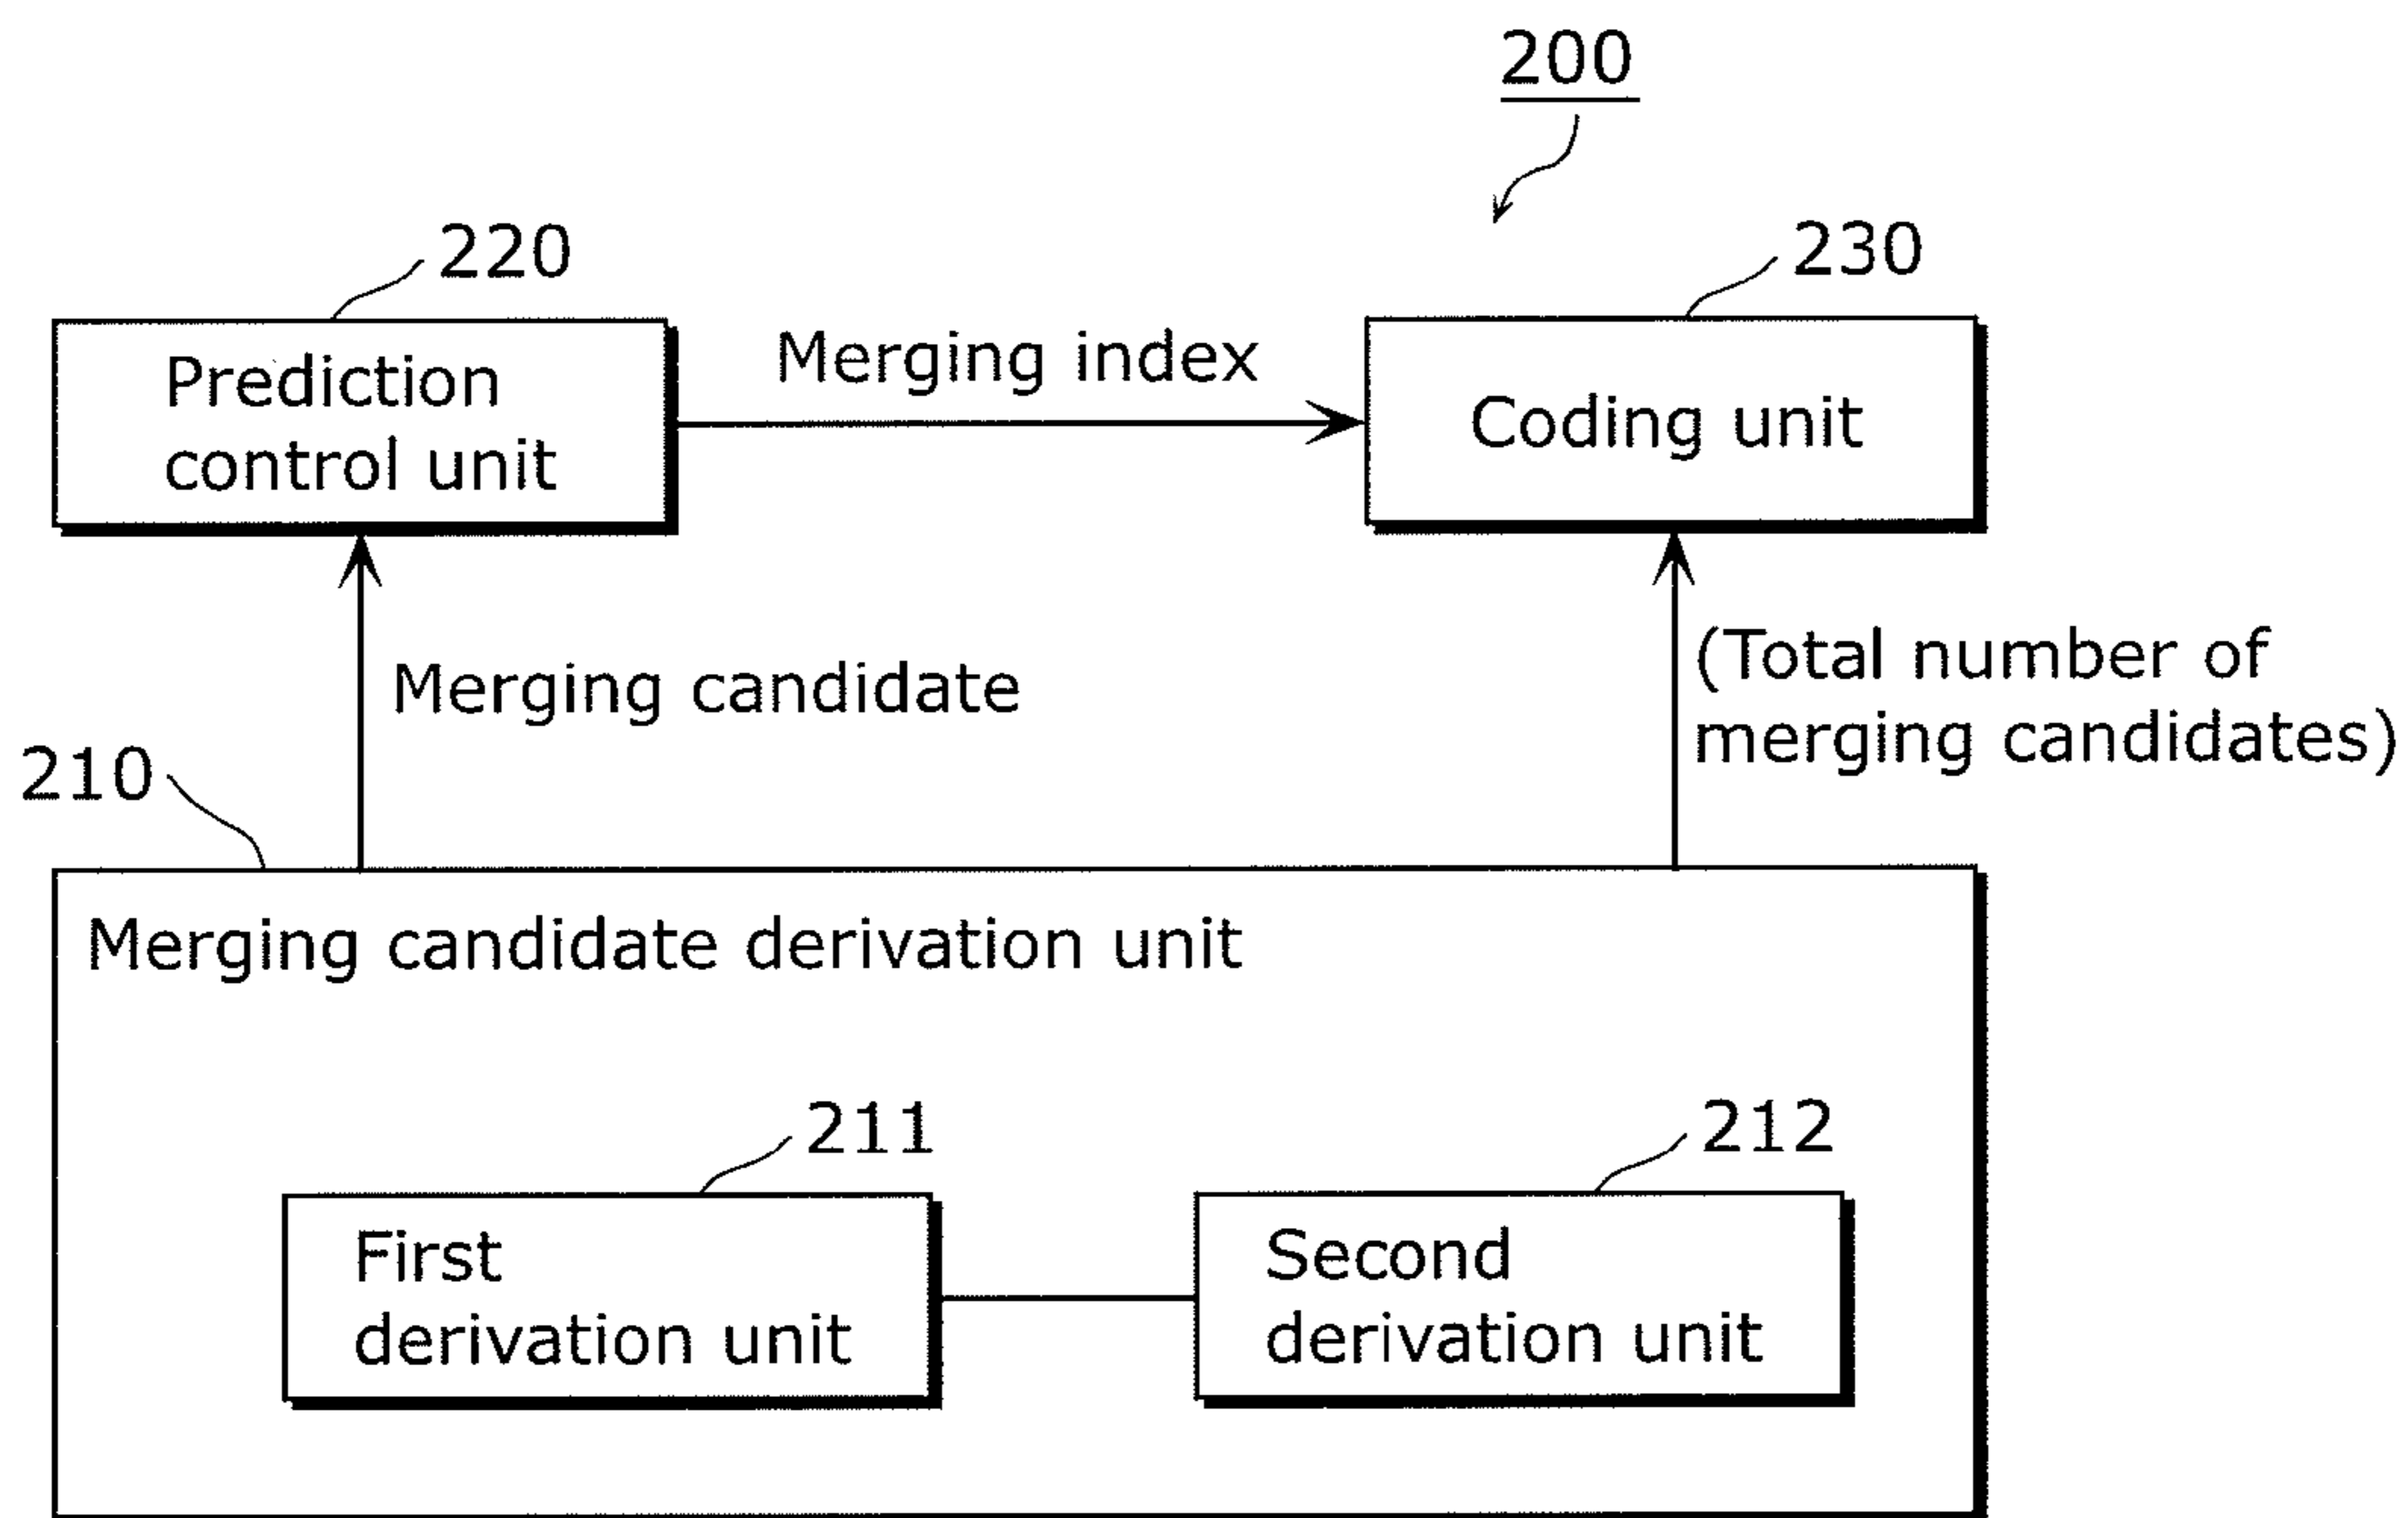 200
220
230
Prediction
control unit
Merging index
Coding unit
Merging candidate
(Total number of
merging candidates)
210
Merging candidate derivation unit
211
212
First
derivation unit
Second
derivation unit